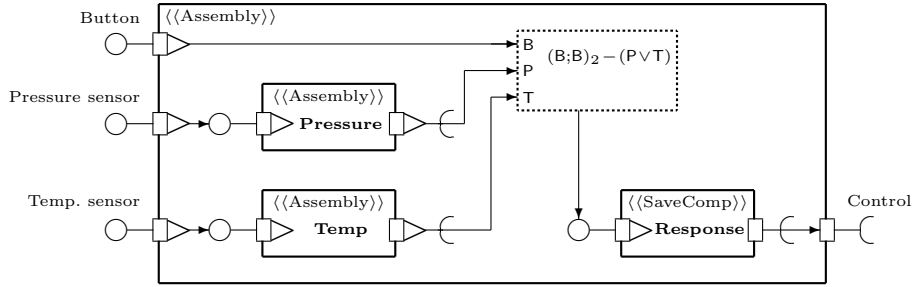 Button
⟨⟨Assembly⟩⟩
B
(B;B)₂−(P∨T)
P
T
Pressure sensor
⟨⟨Assembly⟩⟩
Pressure
Temp. sensor
⟨⟨Assembly⟩⟩
Temp
⟨⟨SaveComp⟩⟩
Response
Control